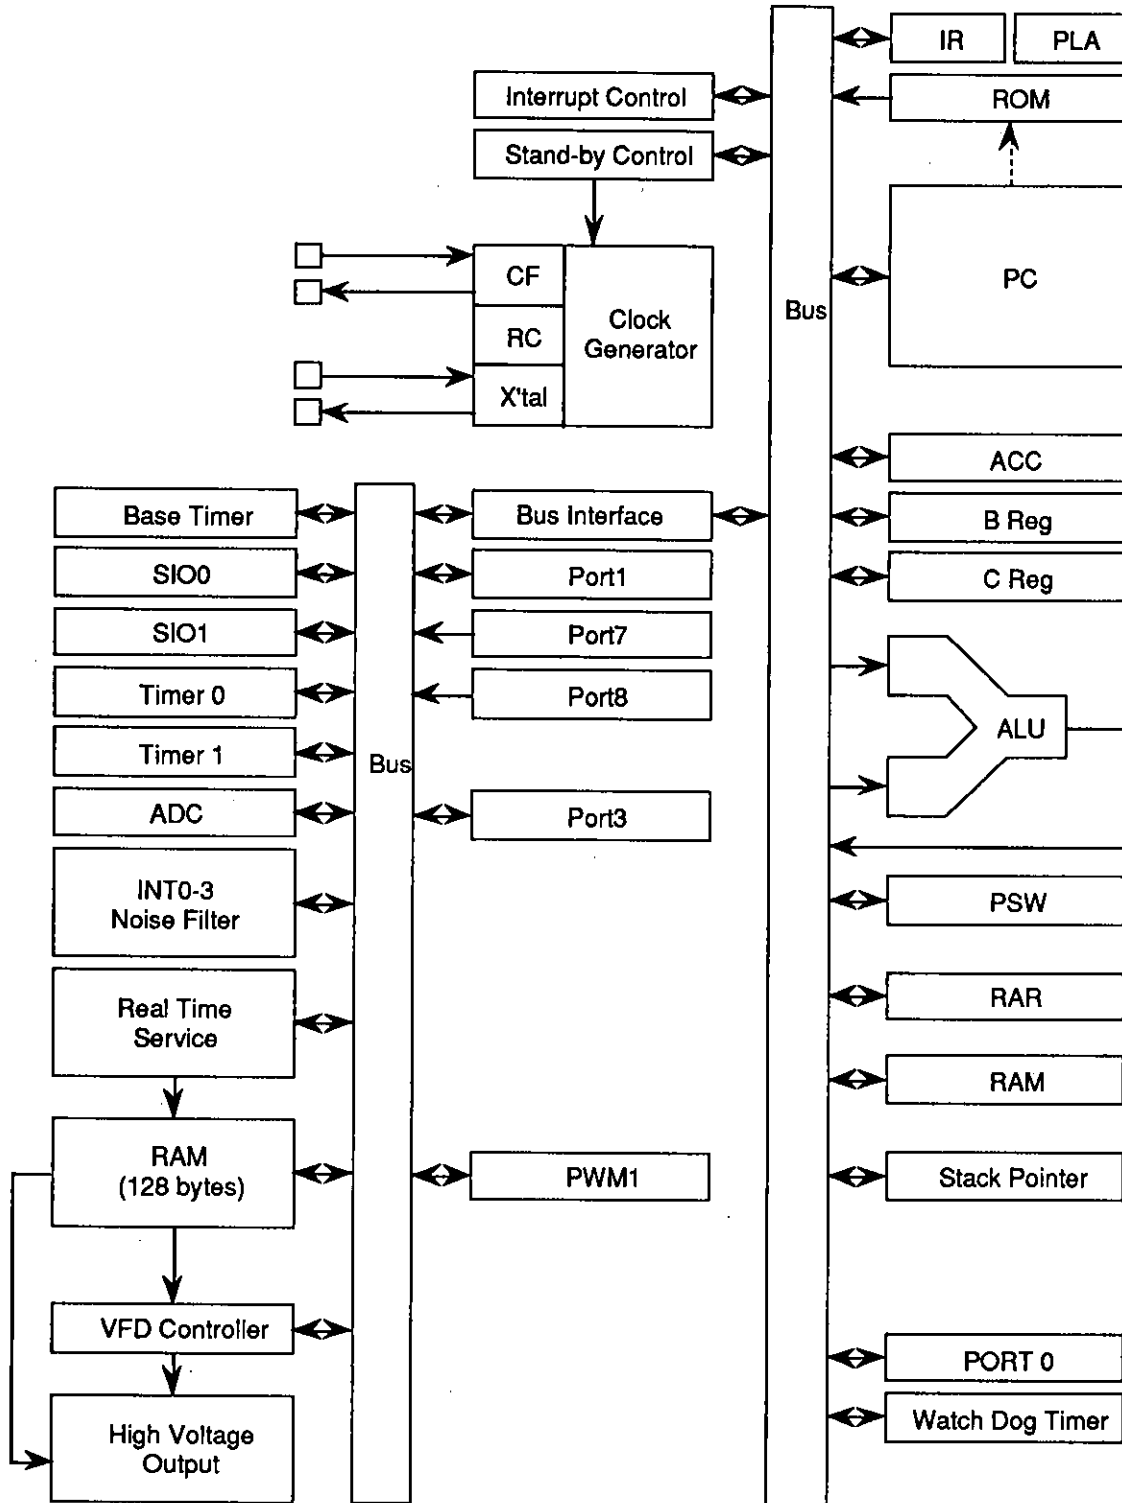 IR
PLA
Interrupt Control
ROM
Stand-by Control
CF
Clock
Generator
RC
X'tal
Bus
PC
ACC
Base Timer
Bus Interface
B Reg
SIO0
Port1
C Reg
SIO1
Port7
Timer 0
Port8
ALU
Timer 1
Bus
ADC
Port3
INT0-3
Noise Filter
PSW
Real Time
Service
RAR
RAM
RAM
(128 bytes)
PWM1
Stack Pointer
VFD Controller
PORT 0
High Voltage
Output
Watch Dog Timer